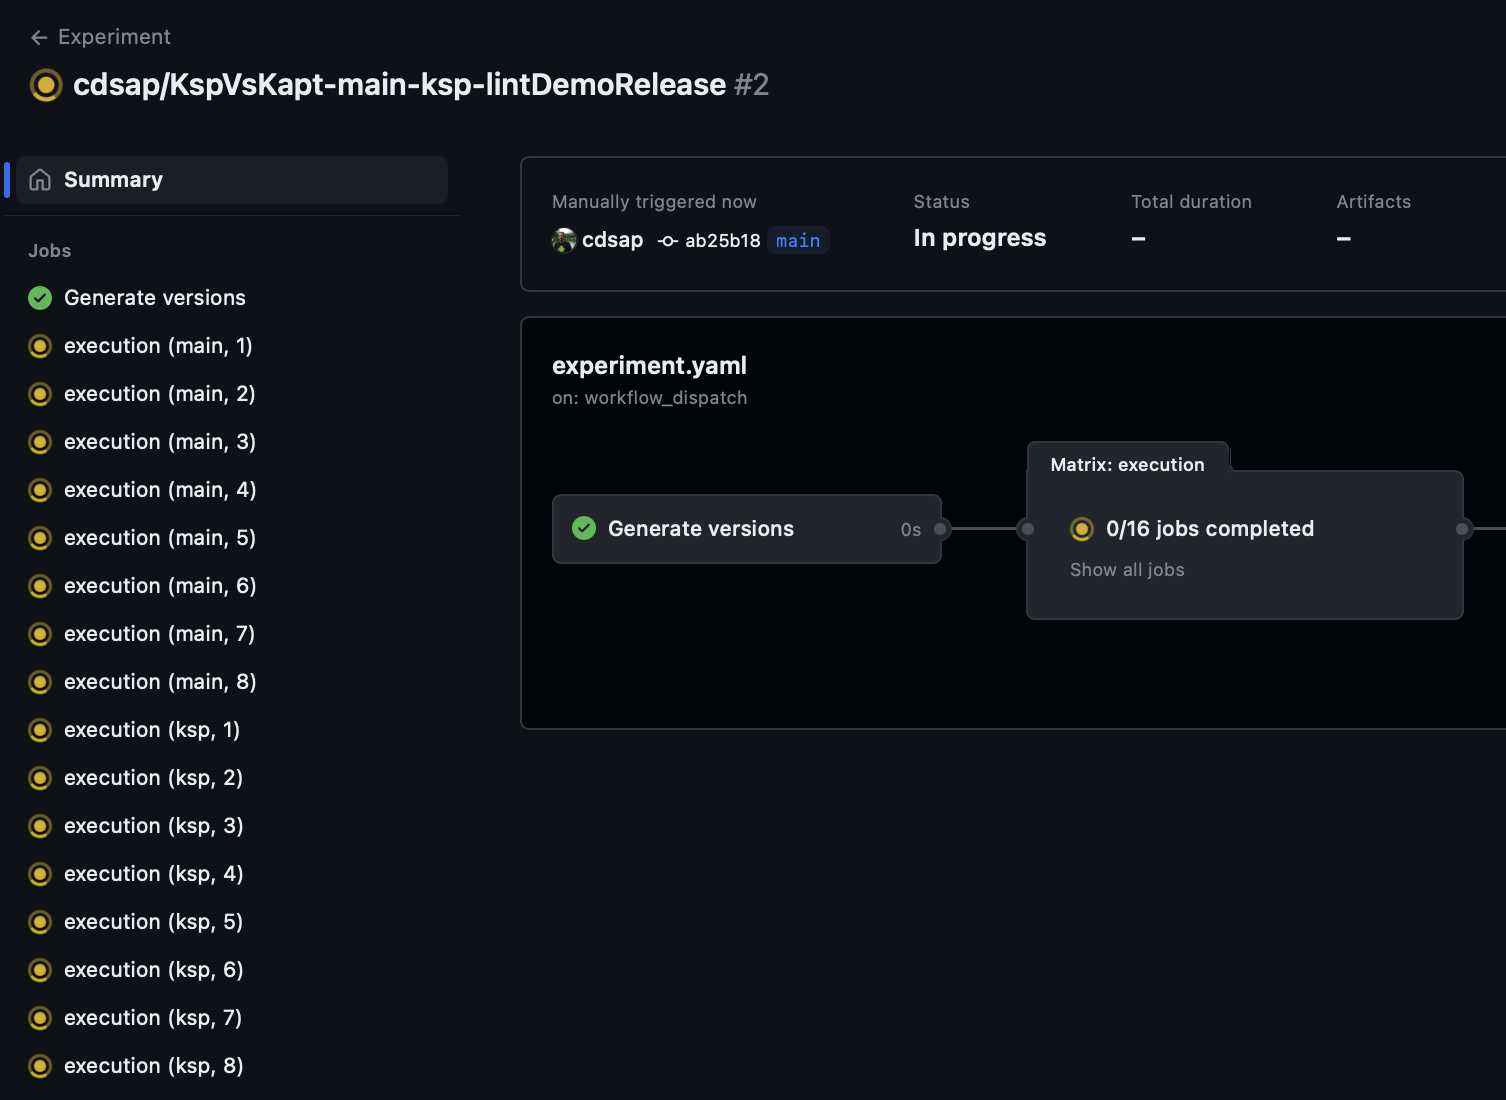 Experiment
cdsap/KspVsKapt-main-ksp-lintDemoRelease #2
Summary
Jobs
Generate versions
execution (main, 1)
execution (main, 2)
execution (main, 3)
execution (main, 4)
execution (main, 5)
execution (main, 6)
execution (main, 7)
execution (main, 8)
execution (ksp, 1)
execution (ksp, 2)
execution (ksp, 3)
execution (ksp, 4)
execution (ksp, 5)
execution (ksp, 6)
execution (ksp, 7)
execution (ksp, 8)
Manually triggered now
cdsap ab25b18 main
Status
In progress
Total duration
–
Artifacts
–
experiment.yaml
on: workflow_dispatch
Generate versions 0s
Matrix: execution
0/16 jobs completed
Show all jobs